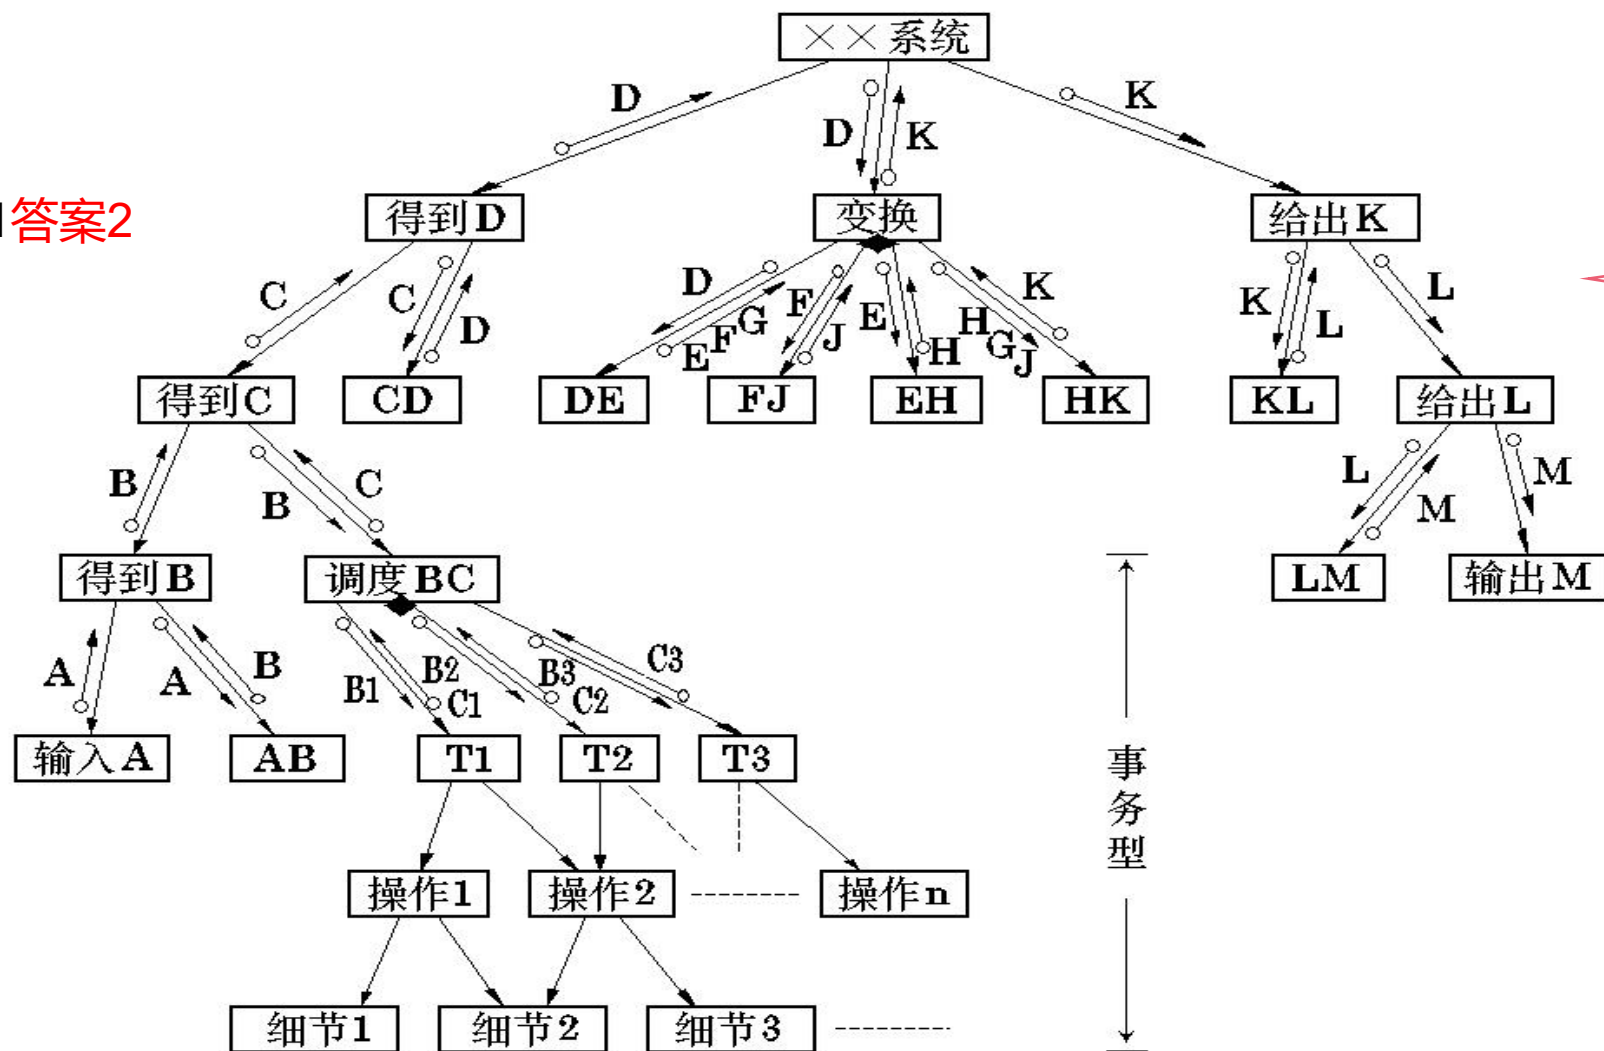 ××系统
D
D
K
K
答案2
得到D
变换
给出K
C
C
D
D
E F G
F
J
E
H
H G J
K
K
L
L
得到C
CD
DE
FJ
EH
HK
KL
给出L
B
B
C
L
M
M
得到B
调度BC
LM
输出M
A
A
B
B1
B2
C1
B3
C2
C3
输入A
AB
T1
T2
T3
事务型
操作1
操作2
操作n
细节1
细节2
细节3